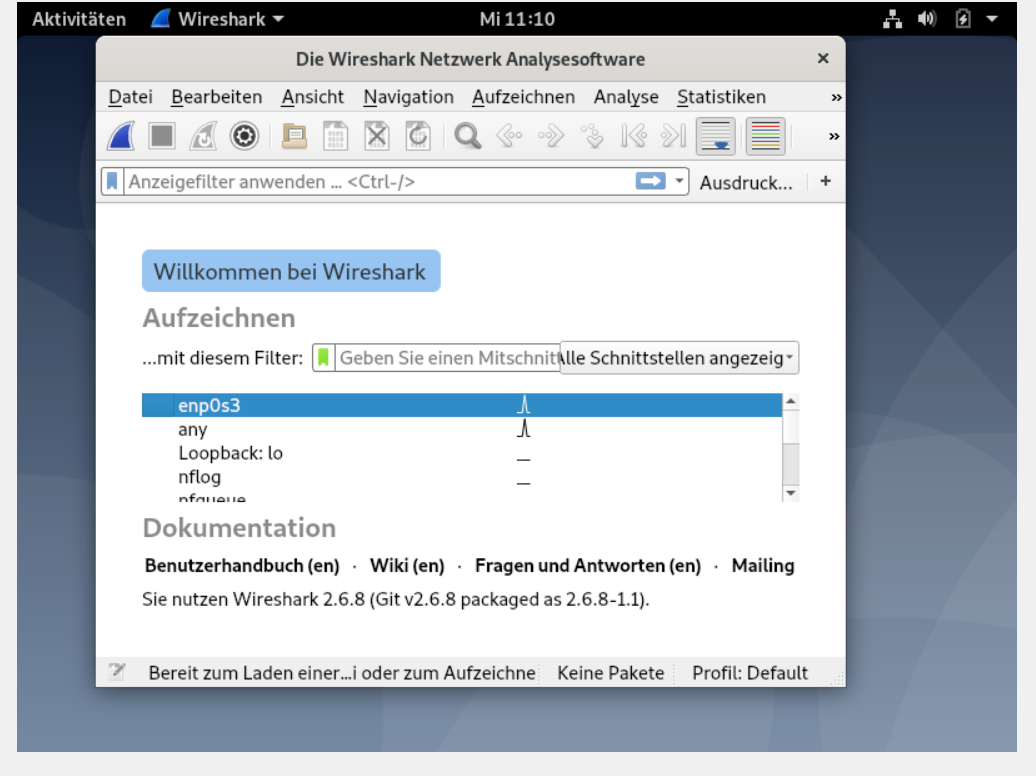 Aktivitäten Wireshark Mi 11:10
Die Wireshark Netzwerk Analysesoftware ×
Datei Bearbeiten Ansicht Navigation Aufzeichnen Analyse Statistiken »
»
Anzeigefilter anwenden … <Ctrl-/> Ausdruck… +
Willkommen bei Wireshark
Aufzeichnen
…mit diesem Filter: Geben Sie einen Mitschnitt Alle Schnittstellen angezeig
enp0s3
any
Loopback: lo
nflog
nfqueue
Dokumentation
Benutzerhandbuch (en) · Wiki (en) · Fragen und Antworten (en) · Mailing
Sie nutzen Wireshark 2.6.8 (Git v2.6.8 packaged as 2.6.8-1.1).
Bereit zum Laden einer…i oder zum Aufzeichne Keine Pakete Profil: Default